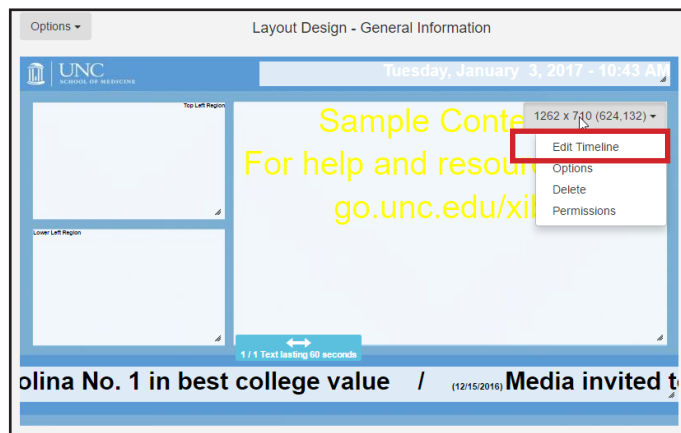 Options
Layout Design - General Information
UNC
SCHOOL OF MEDICINE
Tuesday, January 3, 2017 - 10:43 AM
Top Left Region
Sample Conte
1262 x 710 (624,132)
Edit Timeline
For help and resour
Options
Delete
go.unc.edu/xi
Permissions
Lower Left Region
1 / 1 Text lasting 60 seconds
olina No. 1 in best college value / (12/15/2016) Media invited t